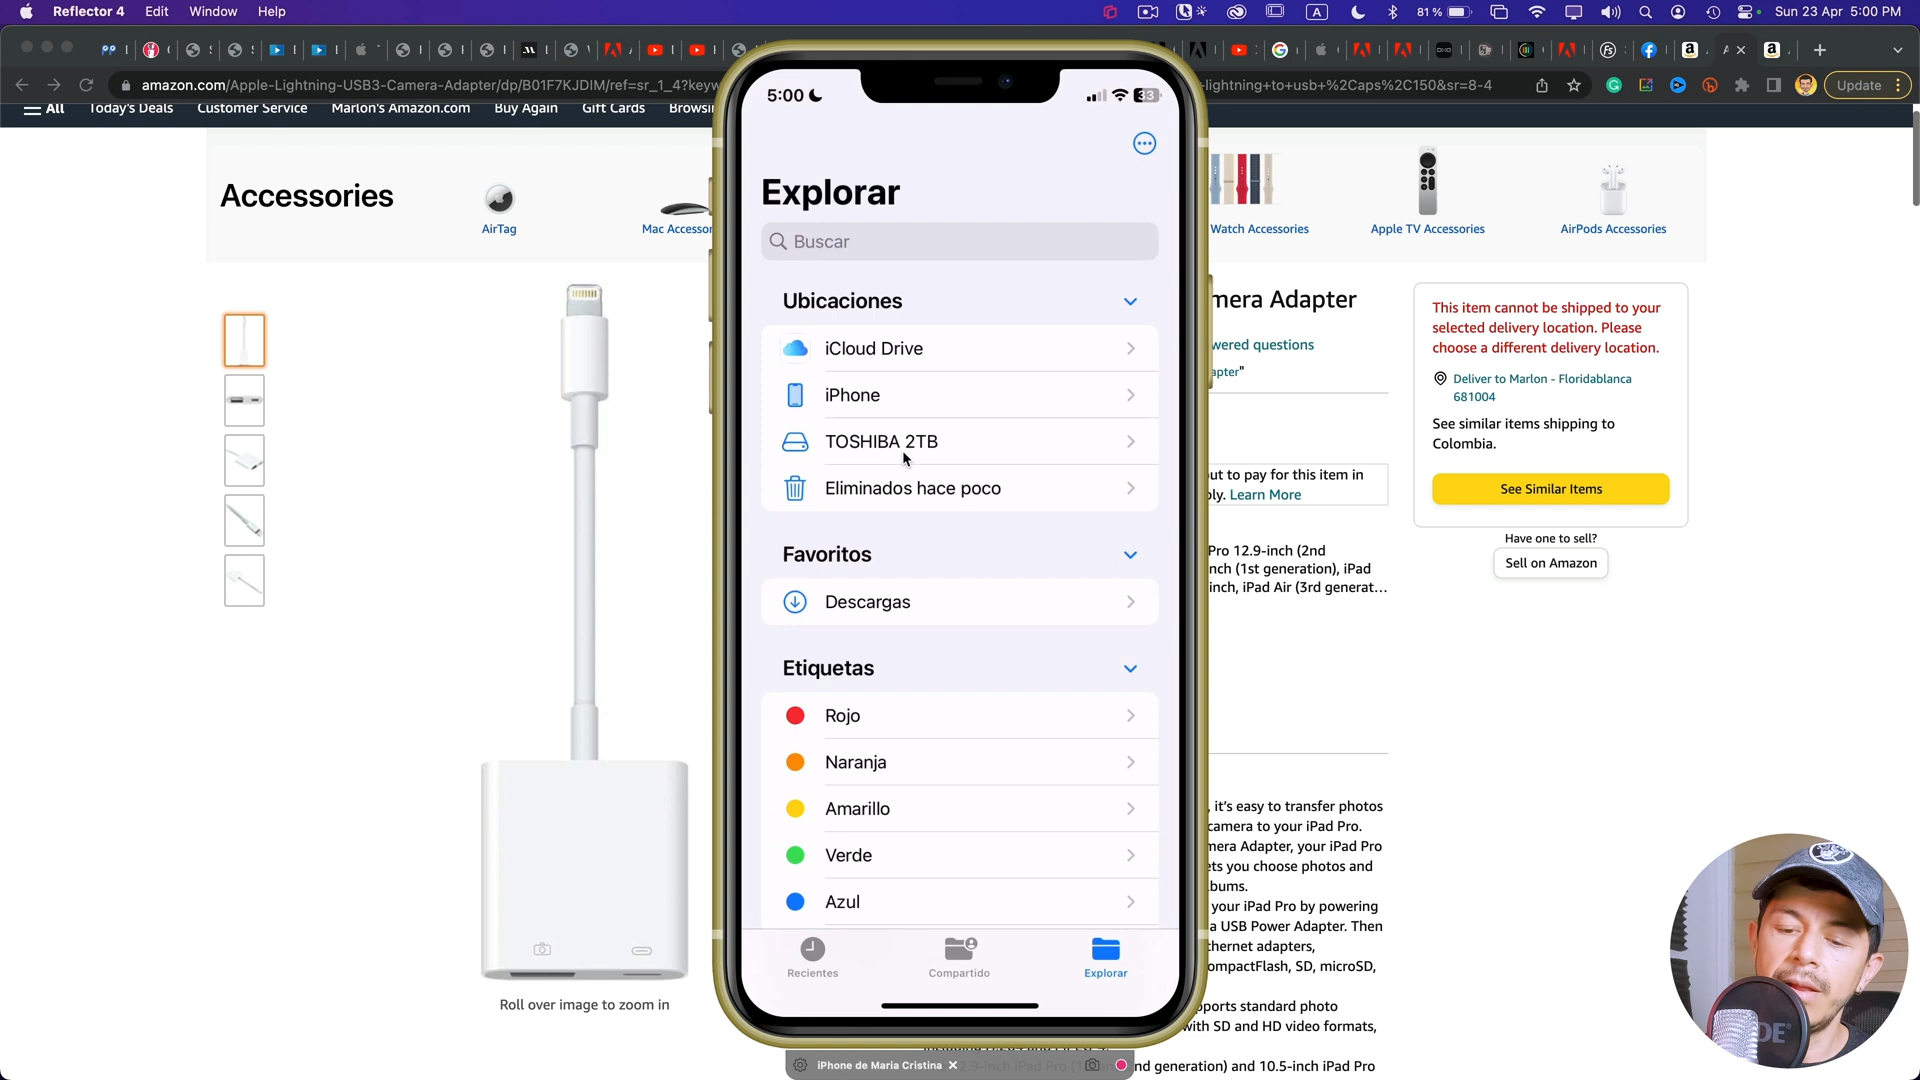 Reflector 4 Edit Window Help
A 81 % Sun 23 Apr 5:00 PM
amazon.com/Apple-Lightning-USB3-Camera-Adapter/dp/B01F7KJDIM/ref=sr_1_4?keyw
lightning+to+usb+%2Caps%2C150&sr=8-4
Update
All Today's Deals Customer Service Marlon's Amazon.com Buy Again Gift Cards Browsin
Accessories
AirTag
Mac Accessor
Watch Accessories
Apple TV Accessories
AirPods Accessories
5:00
33
Explorar
Buscar
Ubicaciones
iCloud Drive
iPhone
TOSHIBA 2TB
Eliminados hace poco
Favoritos
Descargas
Etiquetas
Rojo
Naranja
Amarillo
Verde
Azul
Recientes
Compartido
Explorar
iPhone de Maria Cristina
Roll over image to zoom in
mera Adapter
wered questions
apter"
out to pay for this item in
ply. Learn More
Pro 12.9-inch (2nd
nch (1st generation), iPad
inch, iPad Air (3rd generat...
, it's easy to transfer photos
camera to your iPad Pro.
mera Adapter, your iPad Pro
ets you choose photos and
lbums.
your iPad Pro by powering
a USB Power Adapter. Then
thernet adapters,
ompactFlash, SD, microSD,
pports standard photo
with SD and HD video formats,
nd generation) and 10.5-inch iPad Pro
This item cannot be shipped to your
selected delivery location. Please
choose a different delivery location.
Deliver to Marlon - Floridablanca
681004
See similar items shipping to
Colombia.
See Similar Items
Have one to sell?
Sell on Amazon